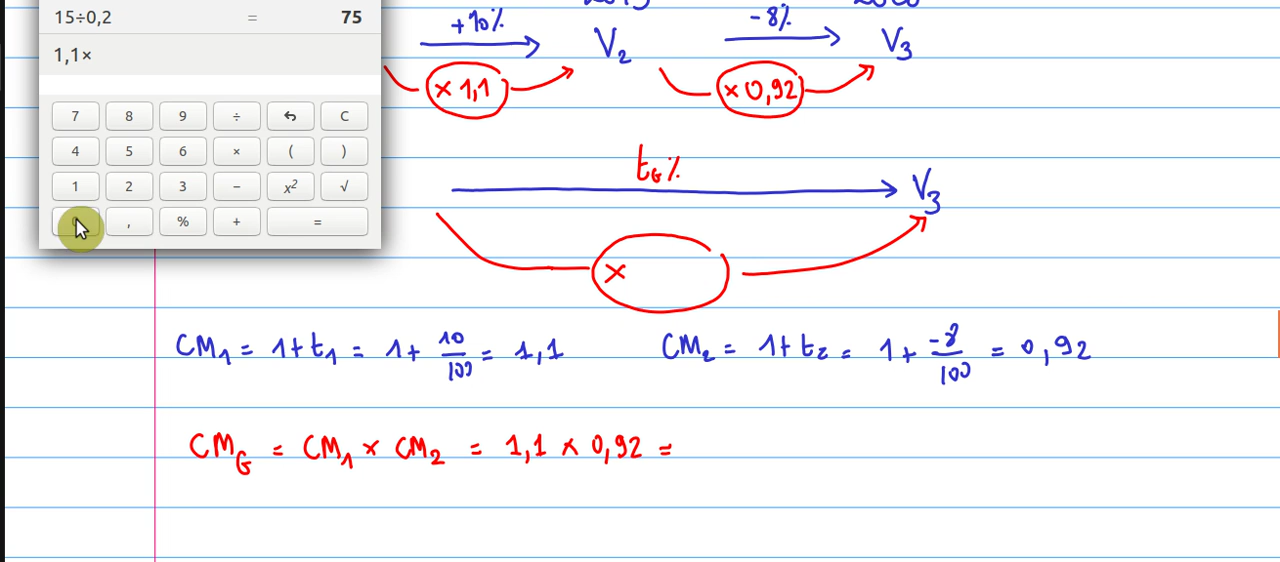 15÷0,2 = 75
1,1×
7 8 9 ÷ C
4 5 6 × ( )
1 2 3 − x² √
, % + =
+10% -8%
V₂ V₃
× 1,1 × 0,92
t_G %
V₃
×
CM₁ = 1+t₁ = 1+ 10/100 = 1,1 CM₂ = 1+t₂ = 1+ -8/100 = 0,92
CM_G = CM₁ × CM₂ = 1,1 × 0,92 =